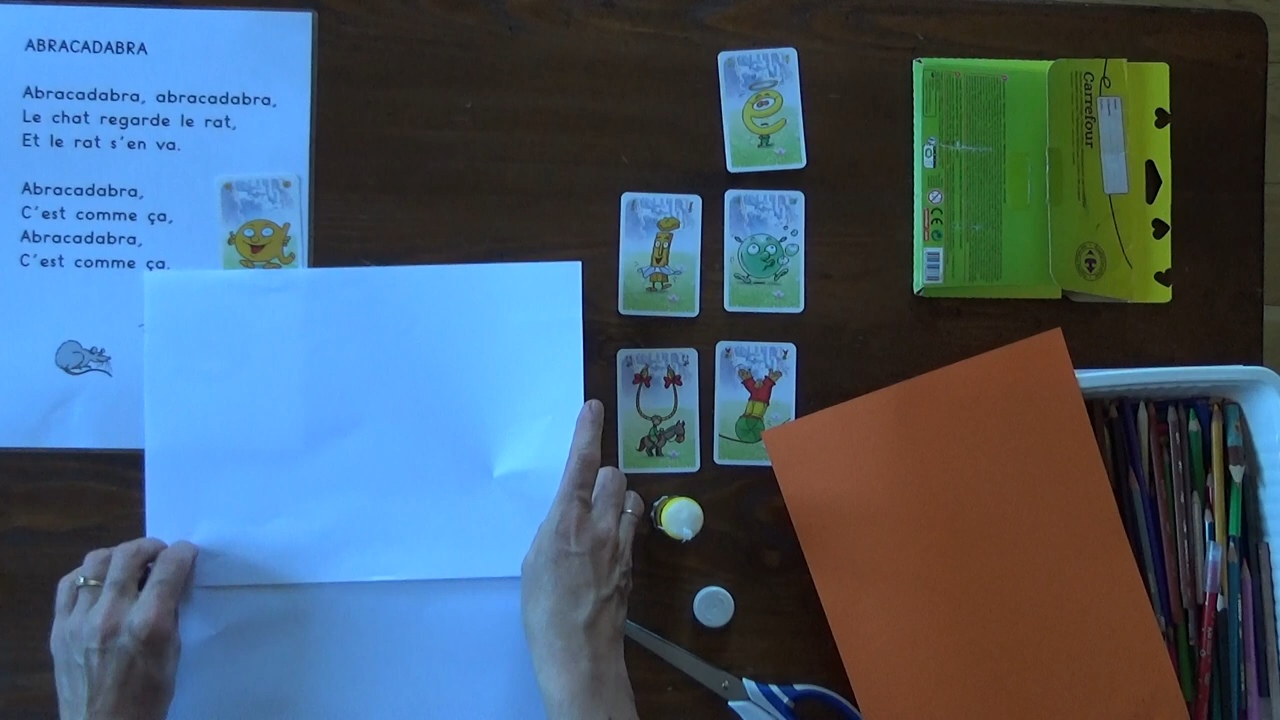 ABRACADABRA
Abracadabra, abracadabra,
Le chat regarde le rat,
Et le rat s'en va.
Abracadabra,
C'est comme ça,
Abracadabra,
C'est comme ça.
Carrefour